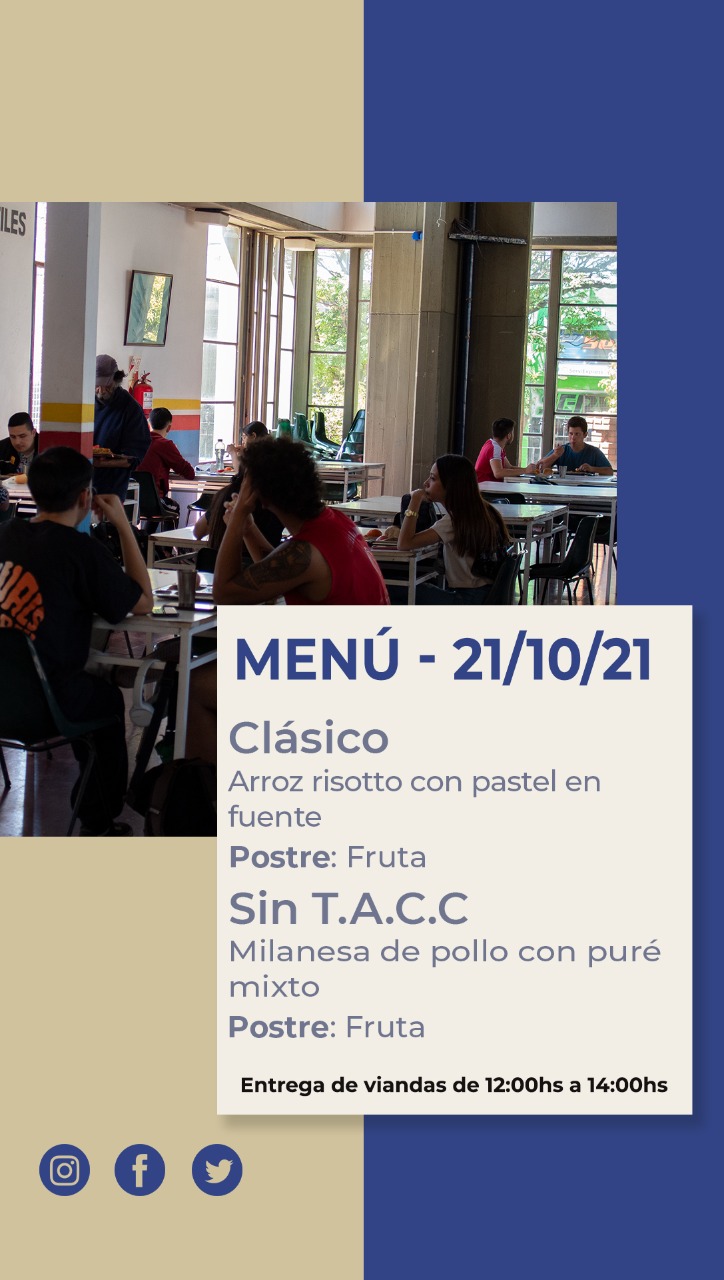 ILES
MENÚ - 21/10/21
Clásico
Arroz risotto con pastel en
fuente
Postre: Fruta
Sin T.A.C.C
Milanesa de pollo con puré
mixto
Postre: Fruta
Entrega de viandas de 12:00hs a 14:00hs